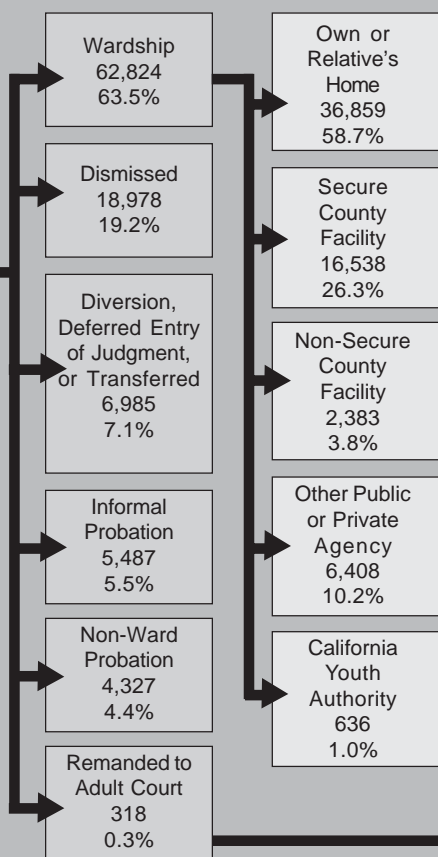 Wardship
62,824
63.5%
Dismissed
18,978
19.2%
Diversion,
Deferred Entry
of Judgment,
or Transferred
6,985
7.1%
Informal
Probation
5,487
5.5%
Non-Ward
Probation
4,327
4.4%
Remanded to
Adult Court
318
0.3%
Own or
Relative's
Home
36,859
58.7%
Secure
County
Facility
16,538
26.3%
Non-Secure
County
Facility
2,383
3.8%
Other Public
or Private
Agency
6,408
10.2%
California
Youth
Authority
636
1.0%